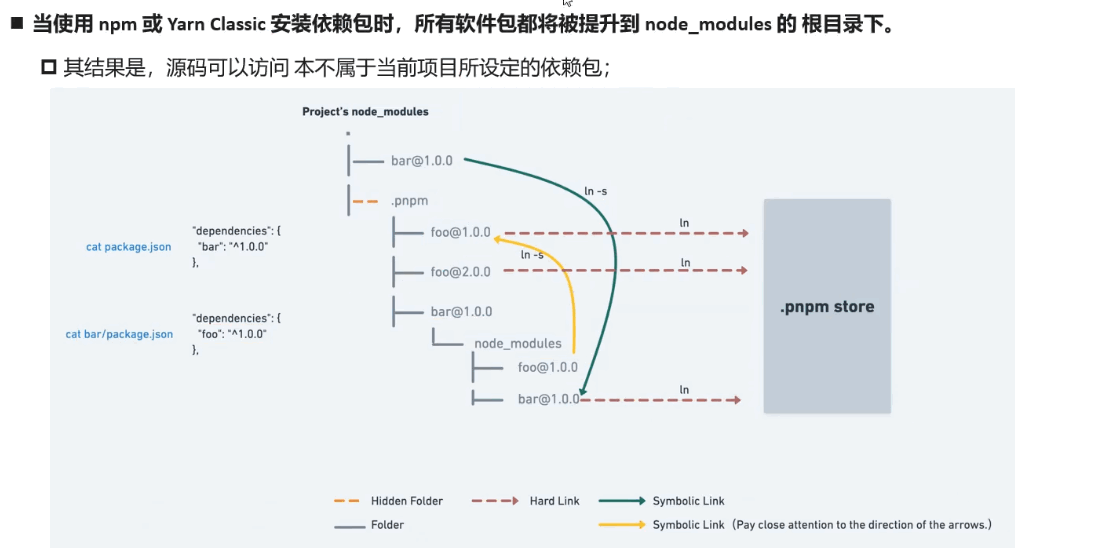 ■ 当使用 npm 或 Yarn Classic 安装依赖包时，所有软件包都将被提升到 node_modules 的 根目录下。
其结果是，源码可以访问 本不属于当前项目所设定的依赖包；
Project's node_modules
bar@1.0.0
ln -s
.pnpm
"dependencies": {
cat package.json
"bar": "^1.0.0"
},
foo@1.0.0
ln
ln -s
foo@2.0.0
ln
.pnpm store
bar@1.0.0
"dependencies": {
cat bar/package.json
"foo": "^1.0.0"
},
node_modules
foo@1.0.0
bar@1.0.0
ln
Hidden Folder
Hard Link
Symbolic Link
Folder
Symbolic Link（Pay close attention to the direction of the arrows.)